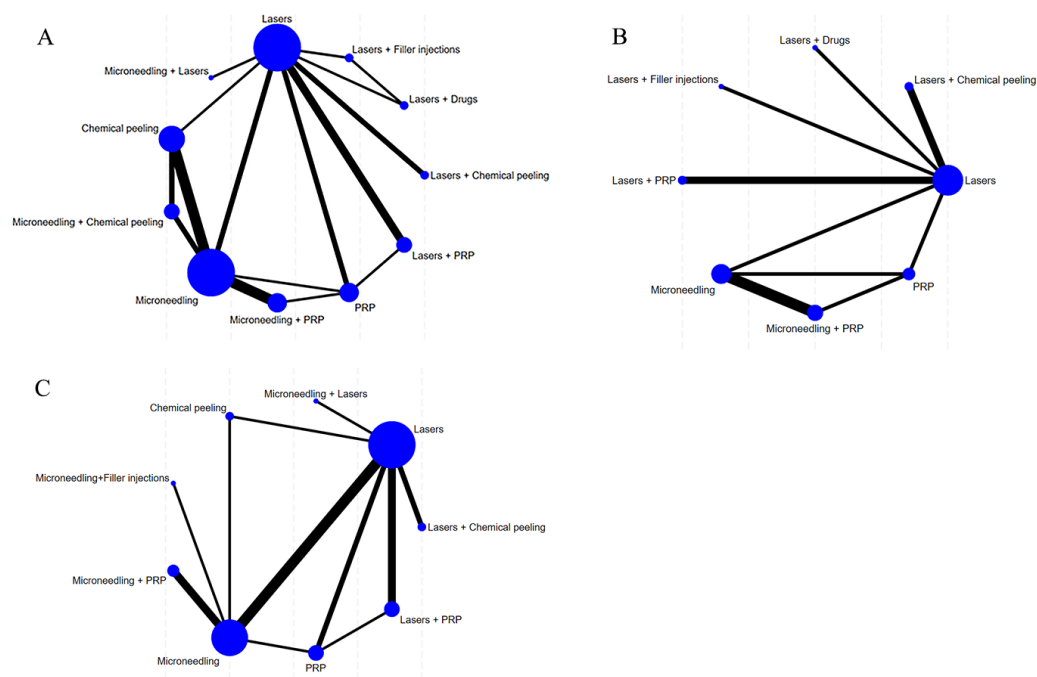 A
Lasers
Lasers + Filler injections
Microneedling + Lasers
Lasers + Drugs
Chemical peeling
Lasers + Chemical peeling
Microneedling + Chemical peeling
Lasers + PRP
Microneedling
PRP
Microneedling + PRP
B
Lasers + Drugs
Lasers + Filler injections
Lasers + Chemical peeling
Lasers + PRP
Lasers
Microneedling
PRP
Microneedling + PRP
C
Microneedling + Lasers
Chemical peeling
Lasers
Microneedling+Filler injections
Lasers + Chemical peeling
Microneedling + PRP
Lasers + PRP
Microneedling
PRP